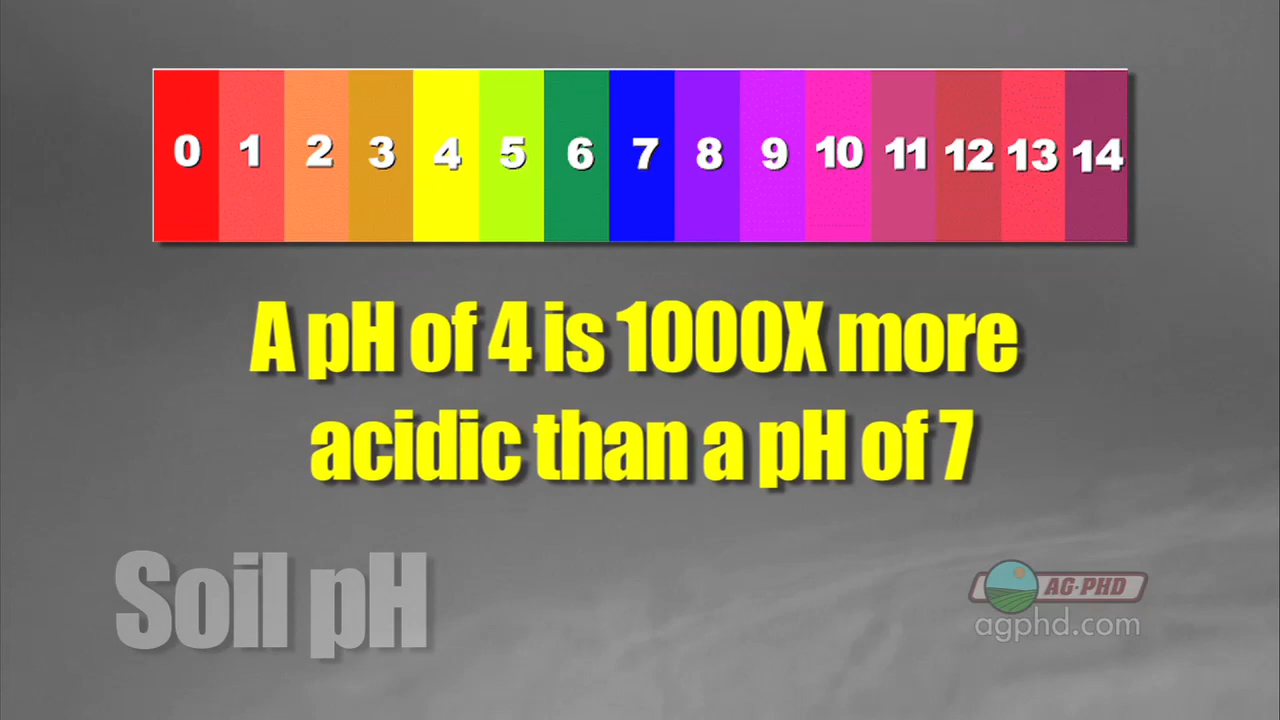 0 1 2 3 4 5 6 7 8 9 10 11 12 13 14
A pH of 4 is 1000X more
acidic than a pH of 7
Soil pH
AG·PHD
agphd.com